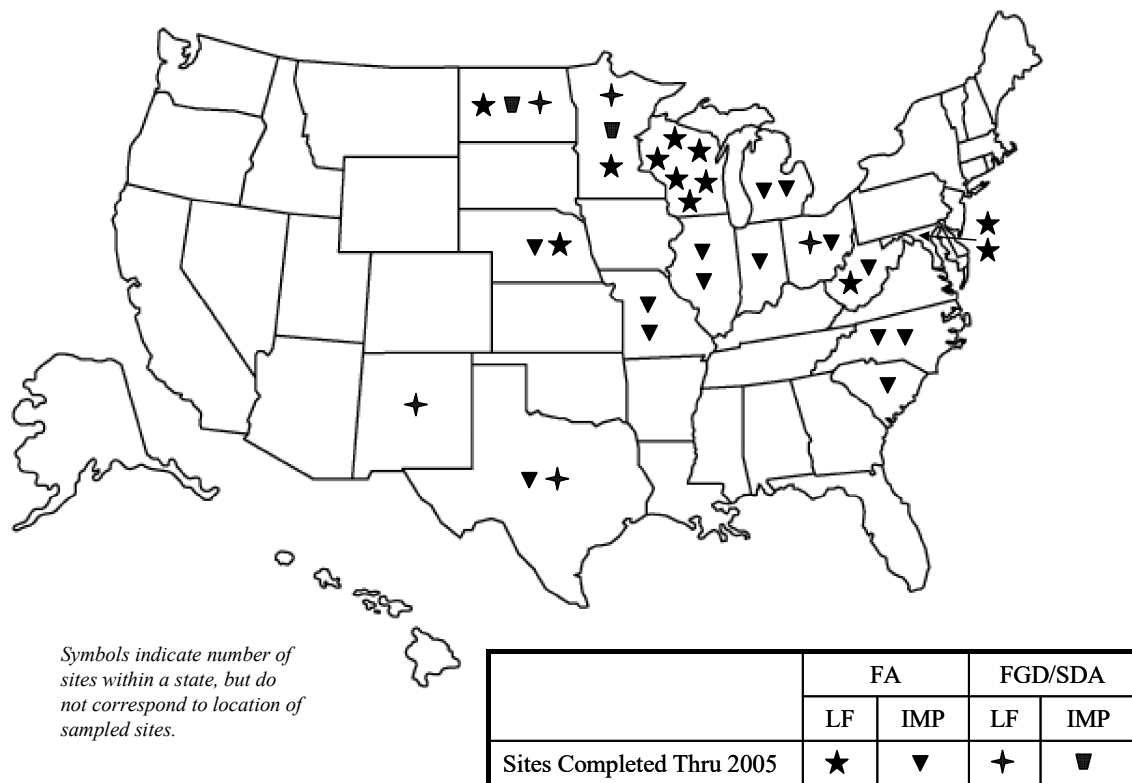 Symbols indicate number of
sites within a state, but do
not correspond to location of
sampled sites.
FA FGD/SDA
LF IMP LF IMP
Sites Completed Thru 2005